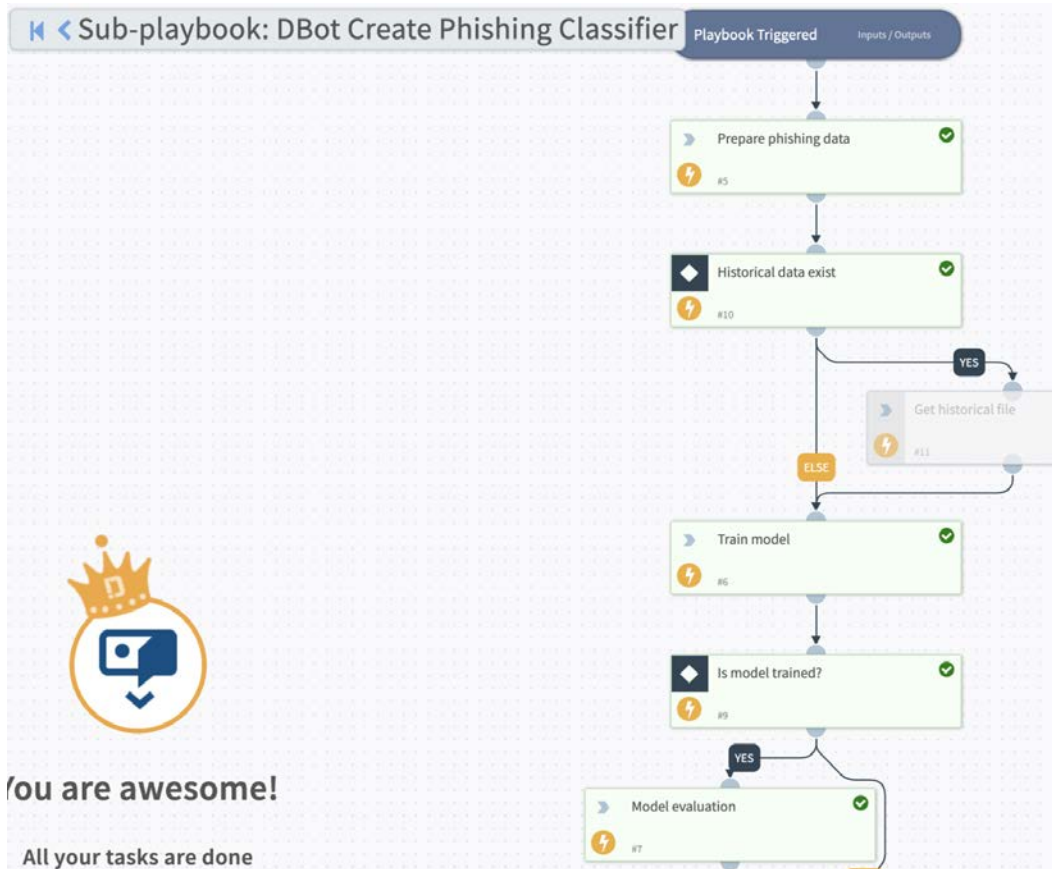 Sub-playbook: DBot Create Phishing Classifier
Playbook Triggered
Inputs / Outputs
Prepare phishing data
#5
Historical data exist
#10
YES
Get historical file
#11
ELSE
Train model
#6
Is model trained?
#9
YES
Model evaluation
#7
D
You are awesome!
All your tasks are done